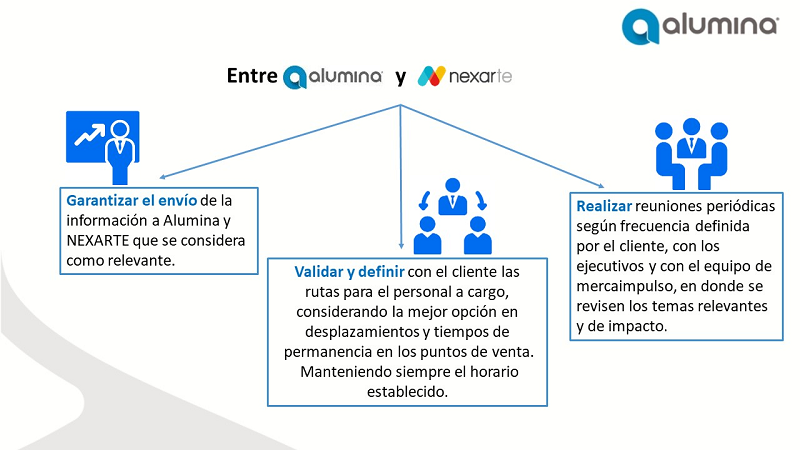 alumina
Entre alumina y nexarte
Garantizar el envío de la
información a Alumina y
NEXARTE que se considera
como relevante.
Validar y definir con el cliente las
rutas para el personal a cargo,
considerando la mejor opción en
desplazamientos y tiempos de
permanencia en los puntos de venta.
Manteniendo siempre el horario
establecido.
Realizar reuniones periódicas
según frecuencia definida
por el cliente, con los
ejecutivos y con el equipo de
mercaimpulso, en donde se
revisen los temas relevantes
y de impacto.